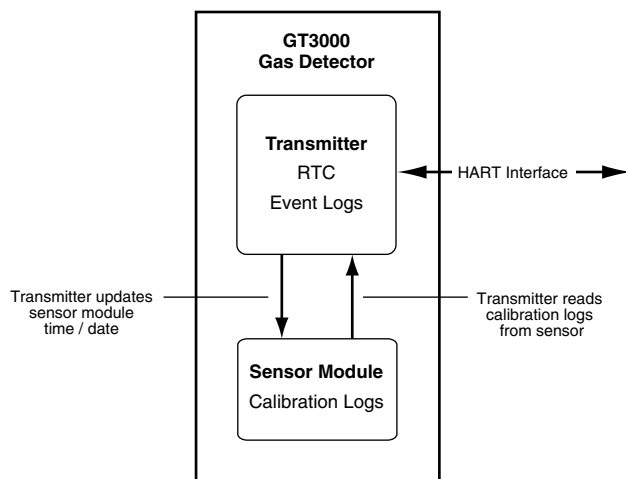 GT3000
Gas Detector
Transmitter
RTC
Event Logs
HART Interface
Transmitter updates
sensor module
time / date
Transmitter reads
calibration logs
from sensor
Sensor Module
Calibration Logs